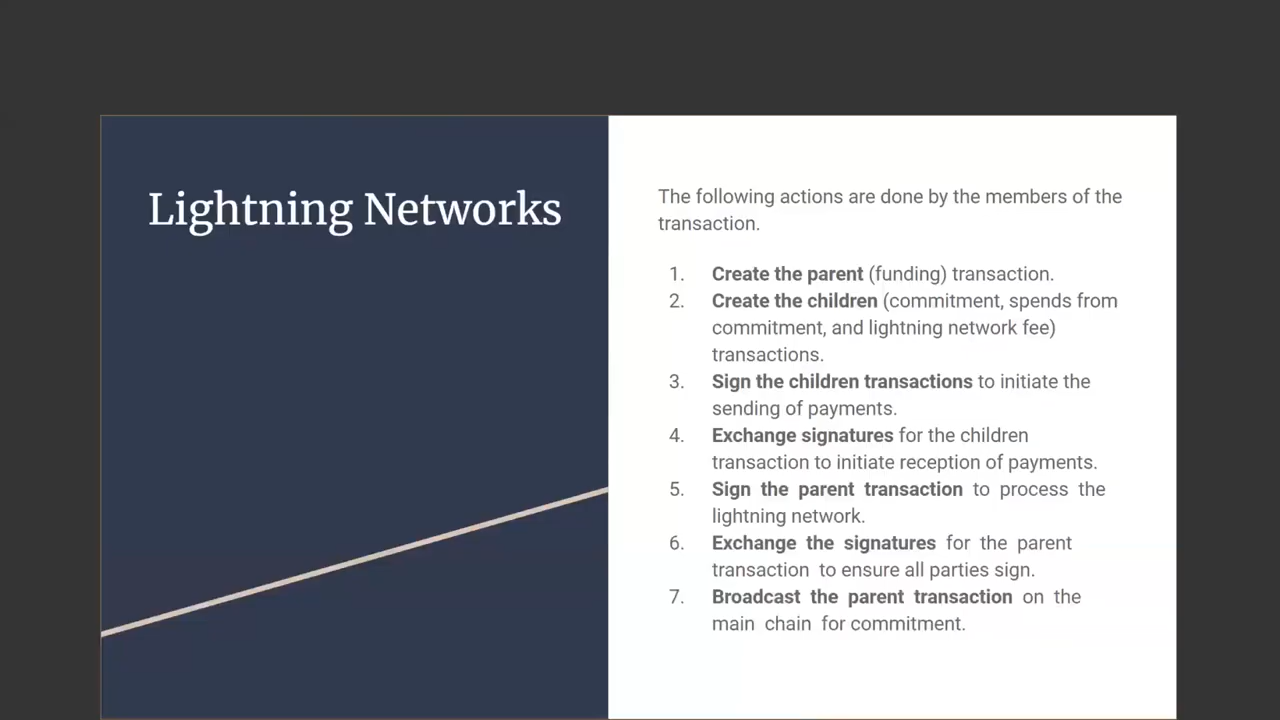 Lightning Networks
The following actions are done by the members of the
transaction.
1. Create the parent (funding) transaction.
2. Create the children (commitment, spends from
commitment, and lightning network fee)
transactions.
3. Sign the children transactions to initiate the
sending of payments.
4. Exchange signatures for the children
transaction to initiate reception of payments.
5. Sign the parent transaction to process the
lightning network.
6. Exchange the signatures for the parent
transaction to ensure all parties sign.
7. Broadcast the parent transaction on the
main chain for commitment.